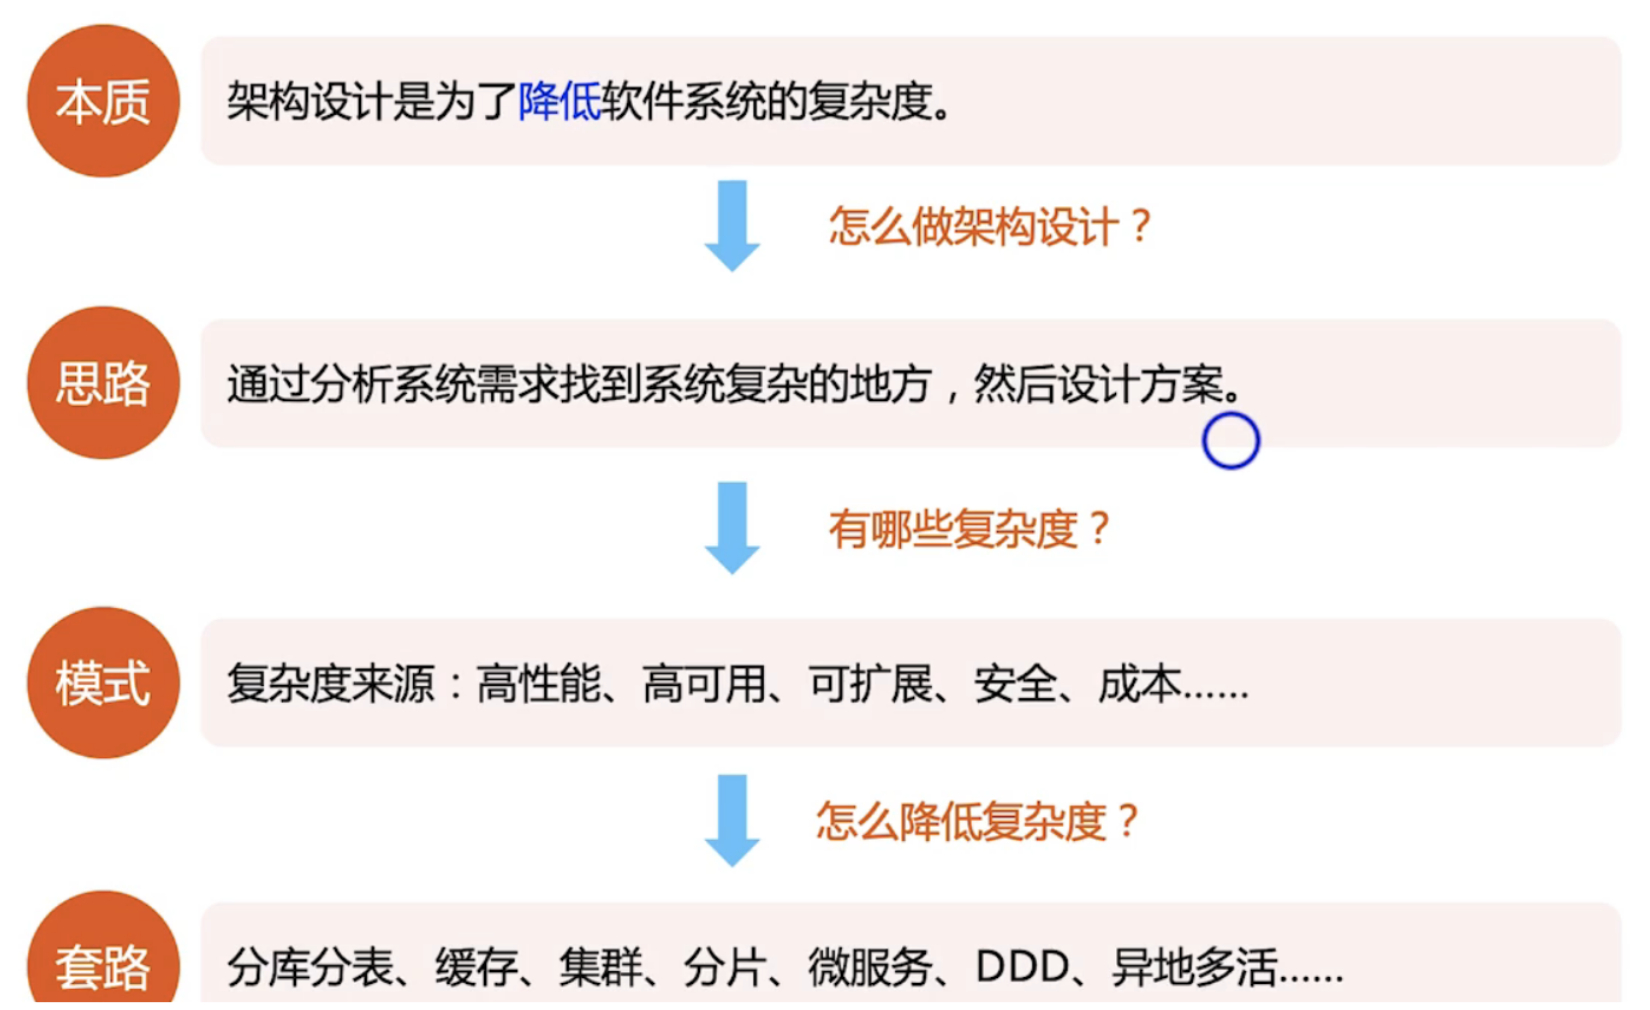 本质
架构设计是为了降低软件系统的复杂度。
怎么做架构设计？
思路
通过分析系统需求找到系统复杂的地方，然后设计方案。
有哪些复杂度？
模式
复杂度来源：高性能、高可用、可扩展、安全、成本……
怎么降低复杂度？
套路
分库分表、缓存、集群、分片、微服务、DDD、异地多活……